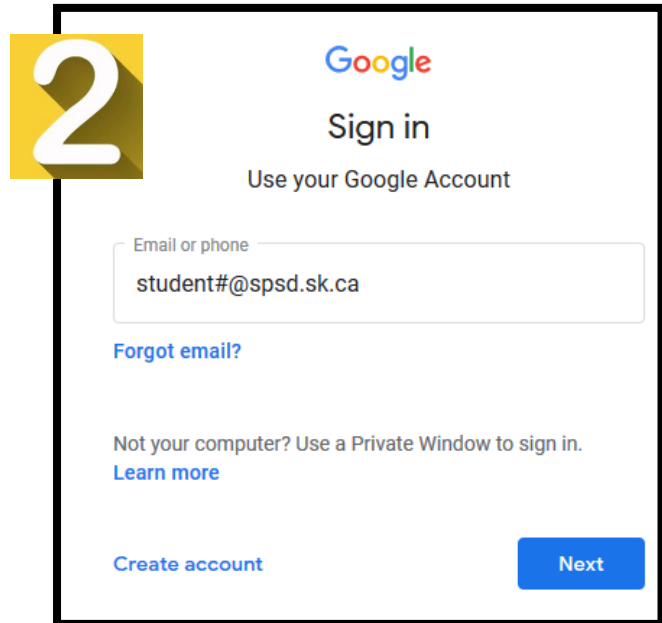 2
Google
Sign in
Use your Google Account
Email or phone
student#@spsd.sk.ca
Forgot email?
Not your computer? Use a Private Window to sign in.
Learn more
Create account
Next